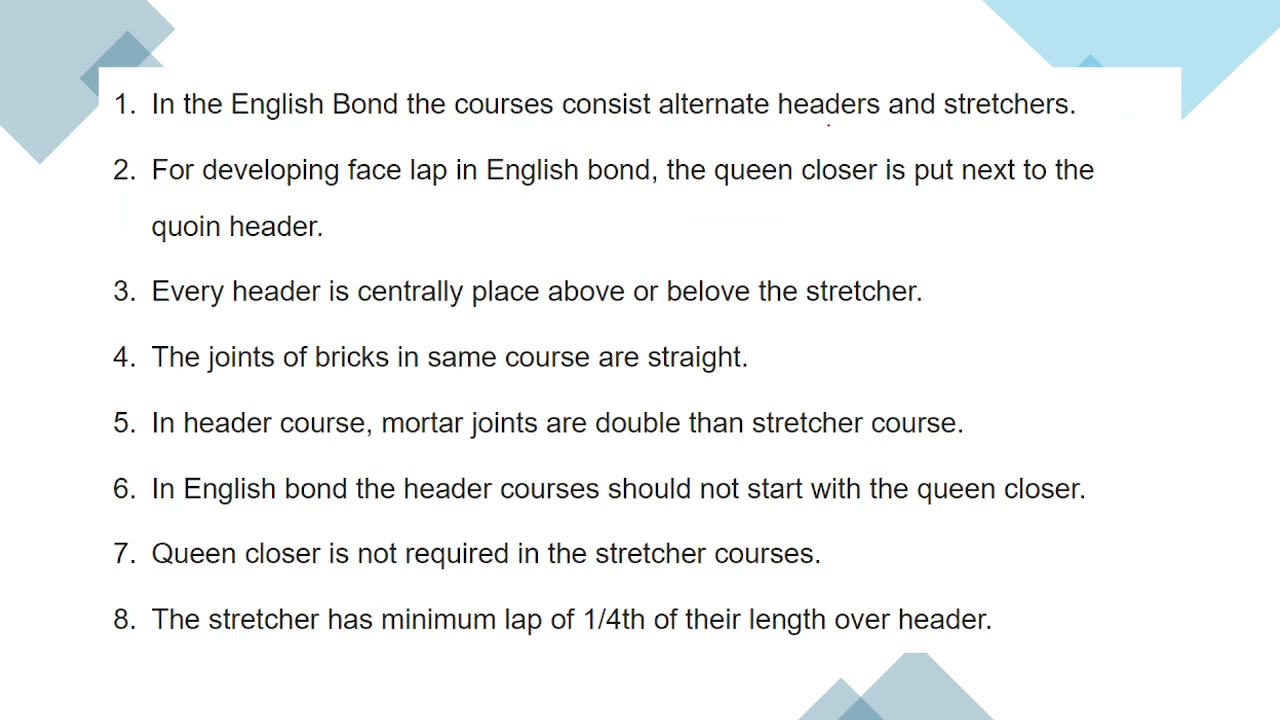 1. In the English Bond the courses consist alternate headers and stretchers.
2. For developing face lap in English bond, the queen closer is put next to the
quoin header.
3. Every header is centrally place above or belove the stretcher.
4. The joints of bricks in same course are straight.
5. In header course, mortar joints are double than stretcher course.
6. In English bond the header courses should not start with the queen closer.
7. Queen closer is not required in the stretcher courses.
8. The stretcher has minimum lap of 1/4th of their length over header.